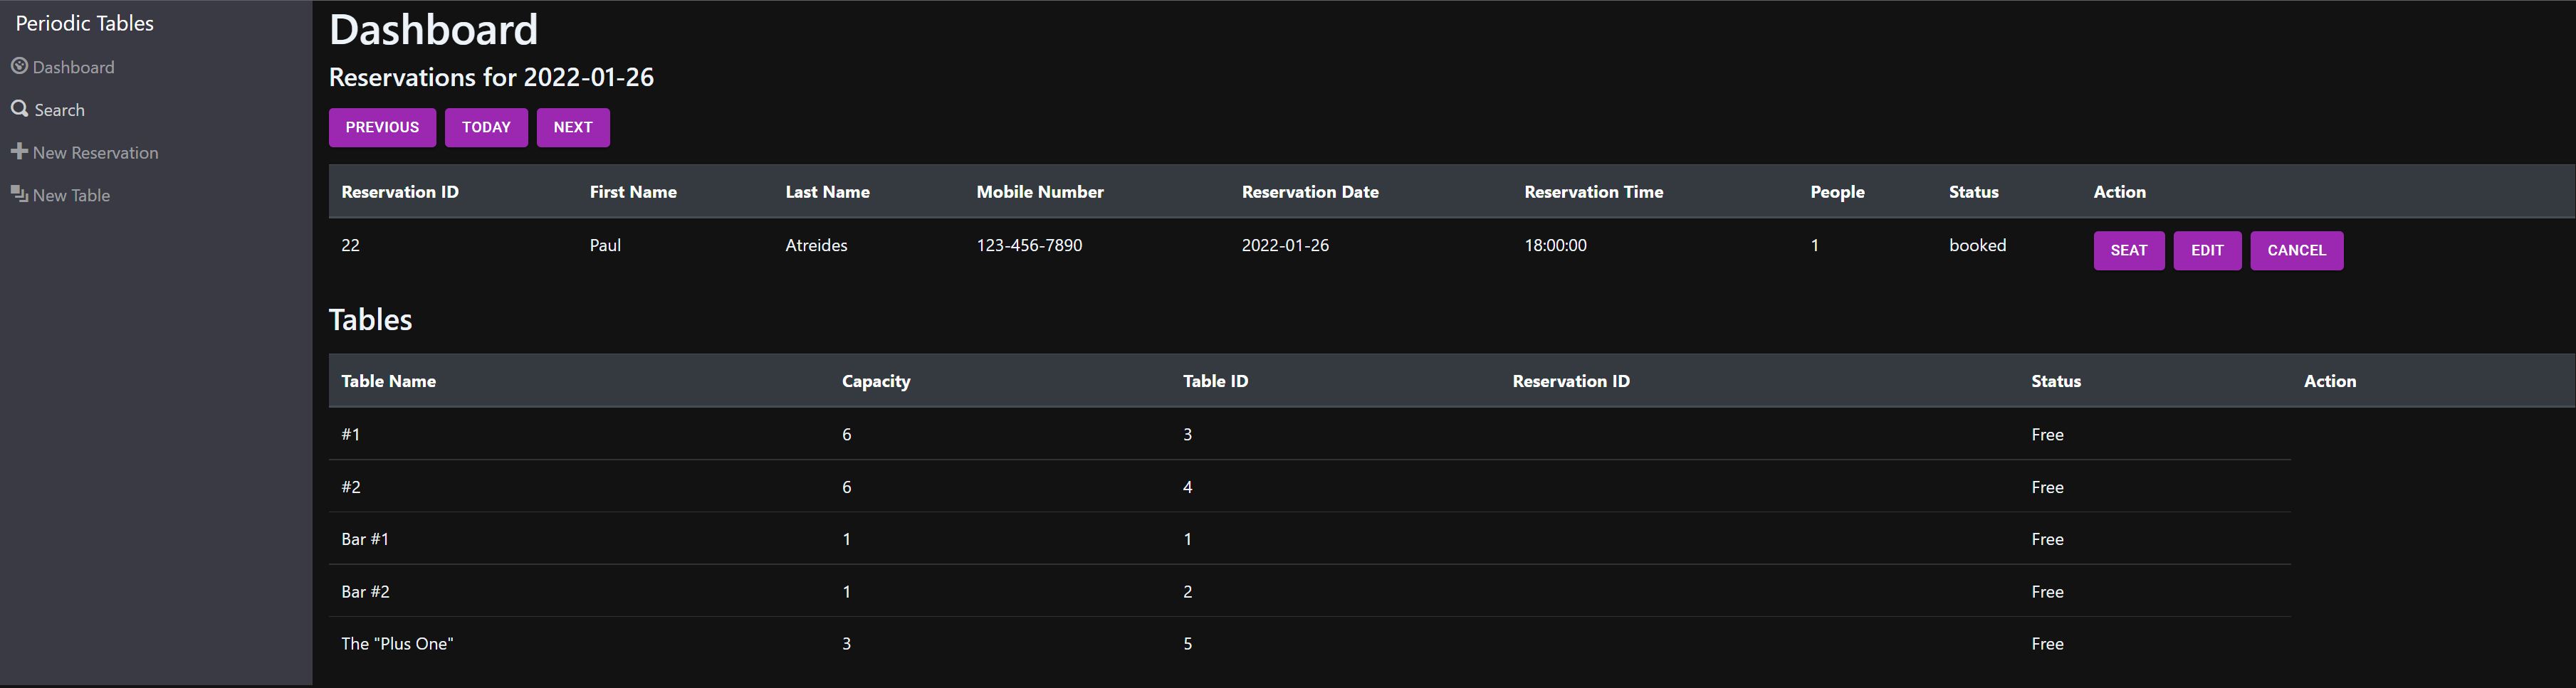 Periodic Tables
Dashboard
Search
New Reservation
New Table
Dashboard
Reservations for 2022-01-26
PREVIOUS TODAY NEXT
Reservation ID First Name Last Name Mobile Number Reservation Date Reservation Time People Status Action
22 Paul Atreides 123-456-7890 2022-01-26 18:00:00 1 booked SEAT EDIT CANCEL
Tables
Table Name Capacity Table ID Reservation ID Status Action
#1 6 3 Free
#2 6 4 Free
Bar #1 1 1 Free
Bar #2 1 2 Free
The "Plus One" 3 5 Free